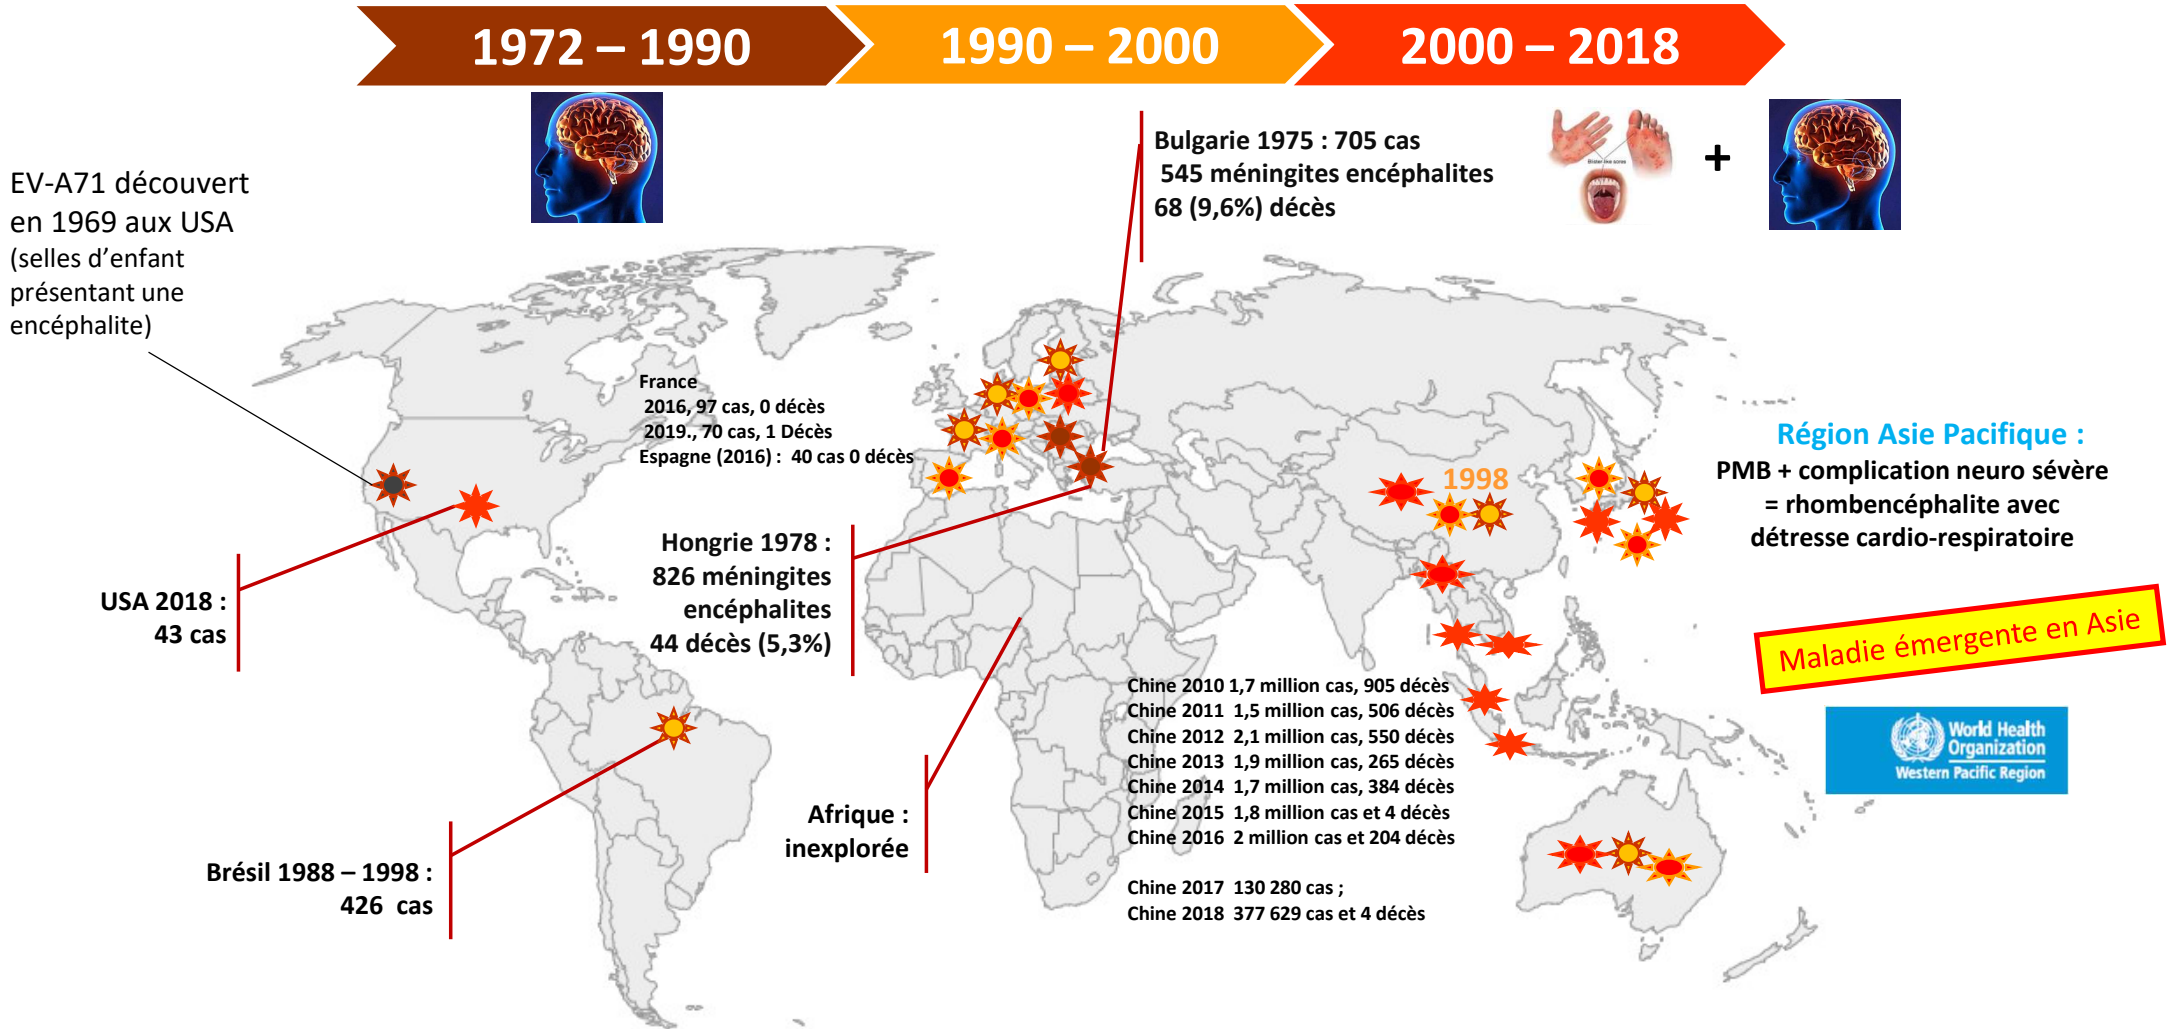 1972 – 1990
1990 – 2000
2000 – 2018
EV-A71 découvert
en 1969 aux USA
(selles d'enfant
présentant une
encéphalite)
Bulgarie 1975 : 705 cas
545 méningites encéphalites
68 (9,6%) décès
Blister like sores
+
France
2016, 97 cas, 0 décès
2019., 70 cas, 1 Décès
Espagne (2016) : 40 cas 0 décès
1998
Région Asie Pacifique :
PMB + complication neuro sévère
= rhombencéphalite avec
détresse cardio-respiratoire
Hongrie 1978 :
826 méningites
encéphalites
44 décès (5,3%)
USA 2018 :
43 cas
Maladie émergente en Asie
Chine 2010 1,7 million cas, 905 décès
Chine 2011 1,5 million cas, 506 décès
Chine 2012 2,1 million cas, 550 décès
Chine 2013 1,9 million cas, 265 décès
Chine 2014 1,7 million cas, 384 décès
Chine 2015 1,8 million cas et 4 décès
Chine 2016 2 million cas et 204 décès
Chine 2017 130 280 cas ;
Chine 2018 377 629 cas et 4 décès
World Health
Organization
Western Pacific Region
Afrique :
inexplorée
Brésil 1988 – 1998 :
426 cas